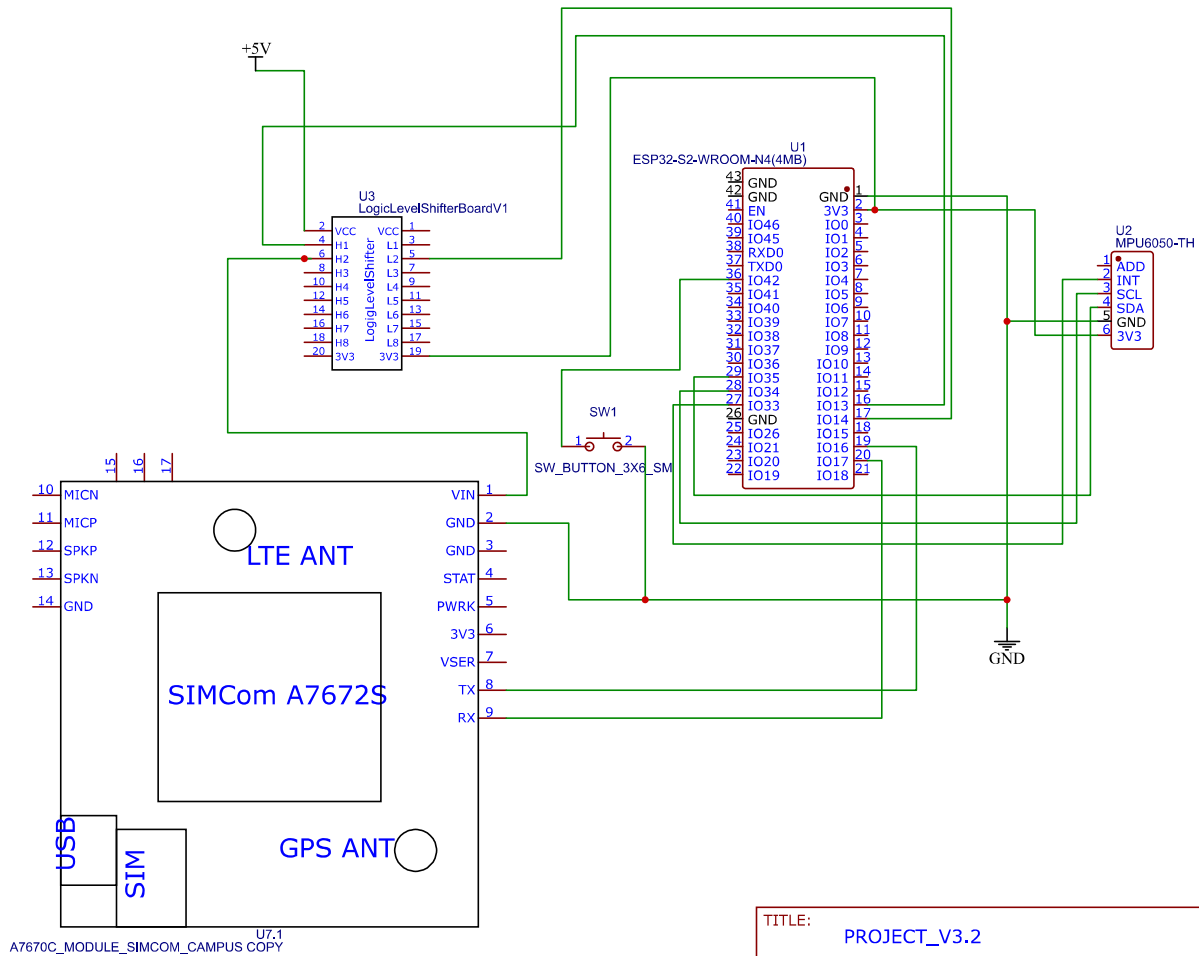 +5V
U3
LogicLevelShifterBoardV1
LogigLevelShifter
2 VCC VCC 1
4 H1 L1 3
6 H2 L2 5
8 H3 L3 7
10 H4 L4 9
12 H5 L5 11
14 H6 L6 13
16 H7 L7 15
18 H8 L8 17
20 3V3 3V3 19
U1
ESP32-S2-WROOM-N4(4MB)
43 GND
42 GND GND 1
41 EN 3V3 2
40 IO46 IO0 3
39 IO45 IO1 4
38 RXD0 IO2 5
37 TXD0 IO3 6
36 IO42 IO4 7
35 IO41 IO5 8
34 IO40 IO6 9
33 IO39 IO7 10
32 IO38 IO8 11
31 IO37 IO9 12
30 IO36 IO10 13
29 IO35 IO11 14
28 IO34 IO12 15
27 IO33 IO13 16
26 GND IO14 17
25 IO26 IO15 18
24 IO21 IO16 19
23 IO20 IO17 20
22 IO19 IO18 21
U2
MPU6050-TH
1 ADD
2 INT
3 SCL
4 SDA
5 GND
6 3V3
SW1
1 2
SW_BUTTON_3X6_SM
GND
15 16 17
10 MICN
11 MICP
12 SPKP
13 SPKN
14 GND
VIN 1
GND 2
GND 3
STAT 4
PWRK 5
3V3 6
VSER 7
TX 8
RX 9
LTE ANT
SIMCom A7672S
GPS ANT
USB
SIM
U7.1
A7670C_MODULE_SIMCOM_CAMPUS COPY
TITLE:
PROJECT_V3.2